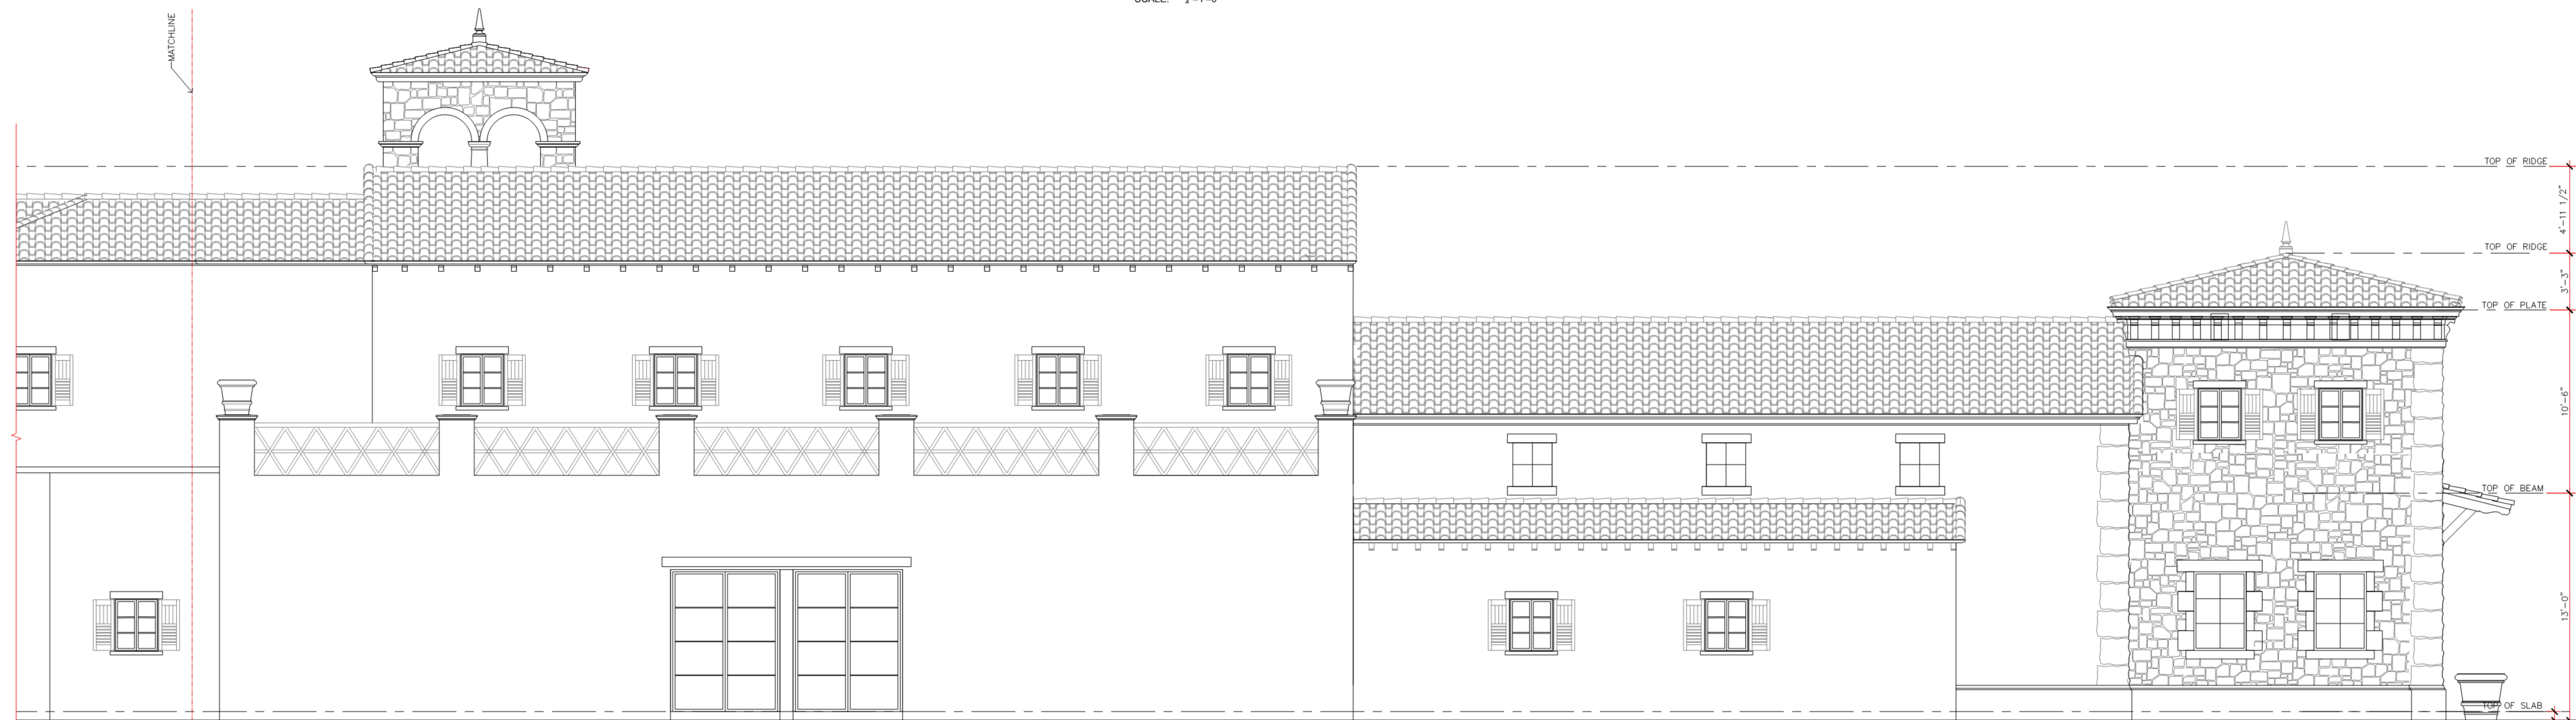 MATCHLINE
TOP OF RIDGE
4'-11 1/2"
TOP OF RIDGE
3'-3"
TOP OF PLATE
10'-6"
TOP OF BEAM
13'-0"
TOP OF SLAB